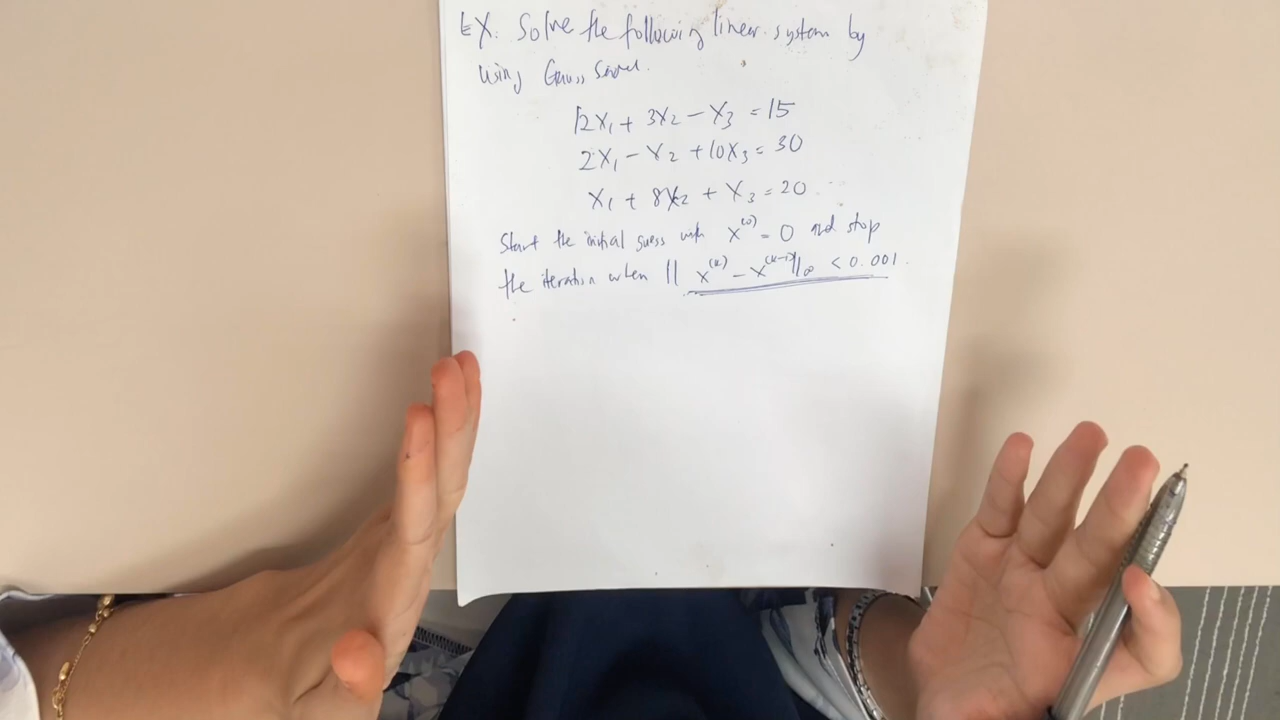 EX. Solve the following linear system by
using Gauss Seidel.
12x₁ + 3x₂ - x₃ = 15
2x₁ - x₂ + 10x₃ = 30
x₁ + 8x₂ + x₃ = 20
Start the initial guess with x⁽⁰⁾ = 0 and stop
the iteration when || x⁽ᵏ⁾ - x⁽ᵏ⁻¹⁾||∞ < 0.001.